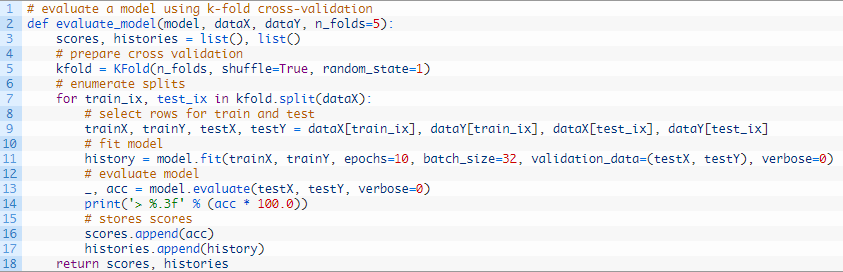 1 # evaluate a model using k-fold cross-validation
2 def evaluate_model(model, dataX, dataY, n_folds=5):
3     scores, histories = list(), list()
4     # prepare cross validation
5     kfold = KFold(n_folds, shuffle=True, random_state=1)
6     # enumerate splits
7     for train_ix, test_ix in kfold.split(dataX):
8         # select rows for train and test
9         trainX, trainY, testX, testY = dataX[train_ix], dataY[train_ix], dataX[test_ix], dataY[test_ix]
10         # fit model
11         history = model.fit(trainX, trainY, epochs=10, batch_size=32, validation_data=(testX, testY), verbose=0)
12         # evaluate model
13         _, acc = model.evaluate(testX, testY, verbose=0)
14         print('> %.3f' % (acc * 100.0))
15         # stores scores
16         scores.append(acc)
17         histories.append(history)
18     return scores, histories